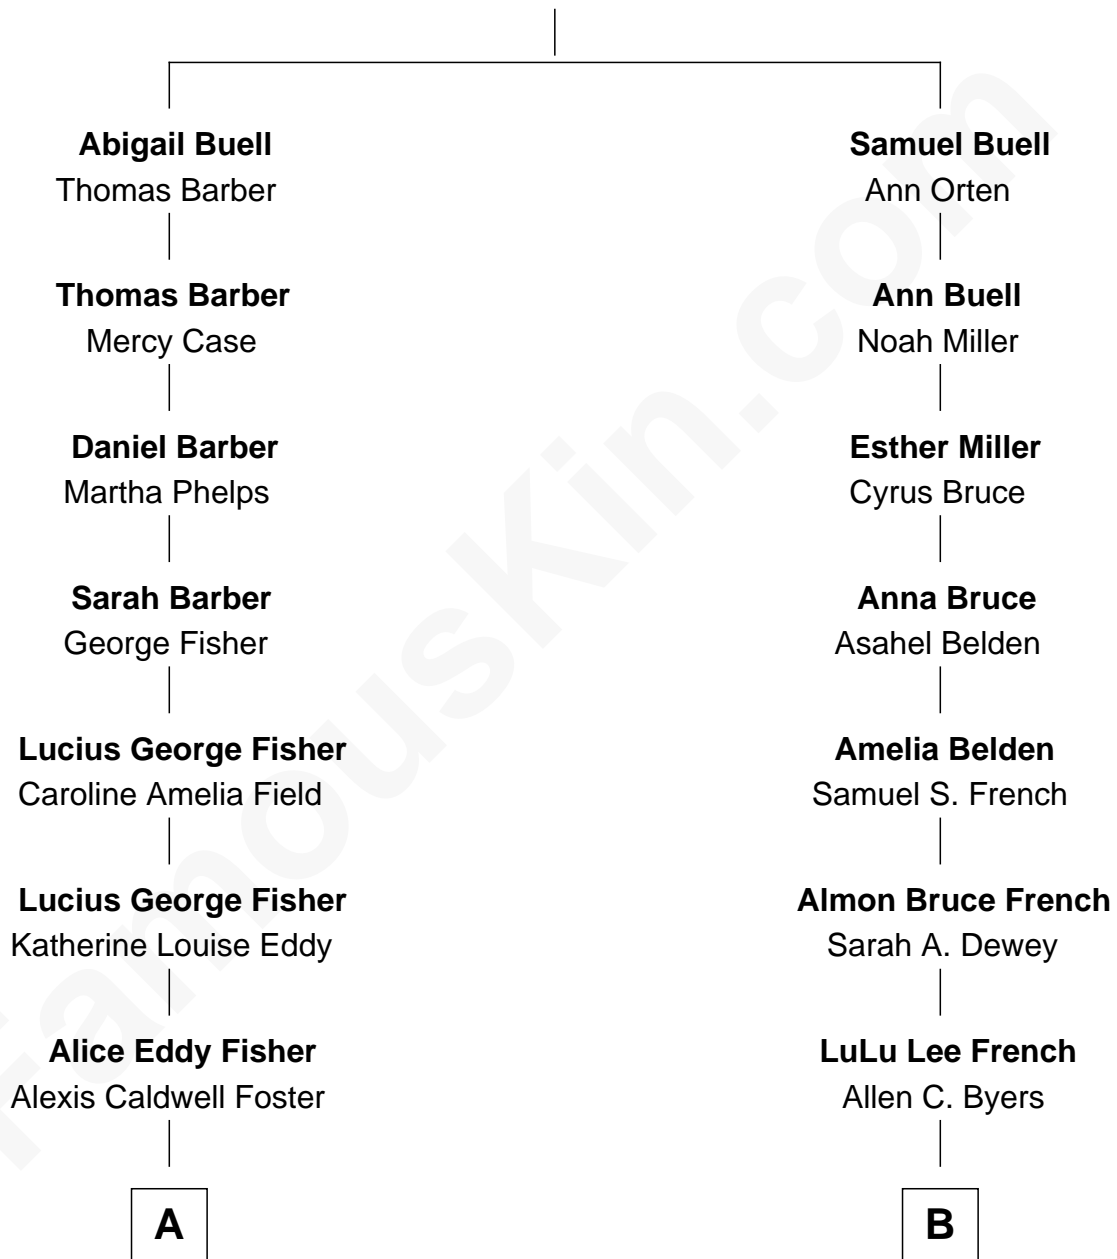 Abigail Buell
Thomas Barber
Thomas Barber
Mercy Case
Daniel Barber
Martha Phelps
Sarah Barber
George Fisher
Lucius George Fisher
Caroline Amelia Field
Lucius George Fisher
Katherine Louise Eddy
Alice Eddy Fisher
Alexis Caldwell Foster
A
Samuel Buell
Ann Orten
Ann Buell
Noah Miller
Esther Miller
Cyrus Bruce
Anna Bruce
Asahel Belden
Amelia Belden
Samuel S. French
Almon Bruce French
Sarah A. Dewey
LuLu Lee French
Allen C. Byers
B
FamousKin.com